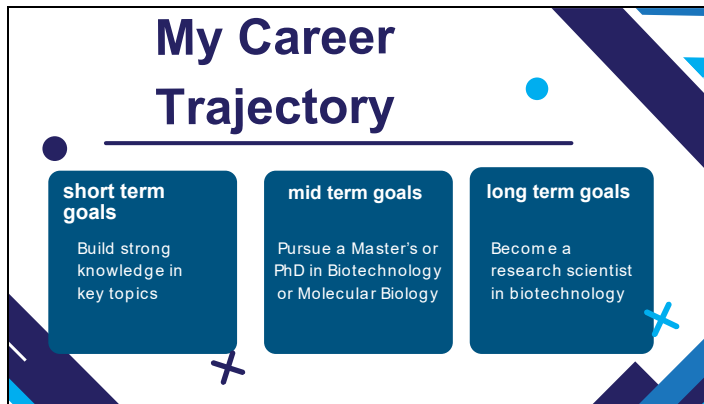 My Career
Trajectory
short term
goals
Build strong
knowledge in
key topics
mid term goals
Pursue a Master's or
PhD in Biotechnology
or Molecular Biology
long term goals
Become a
research scientist
in biotechnology